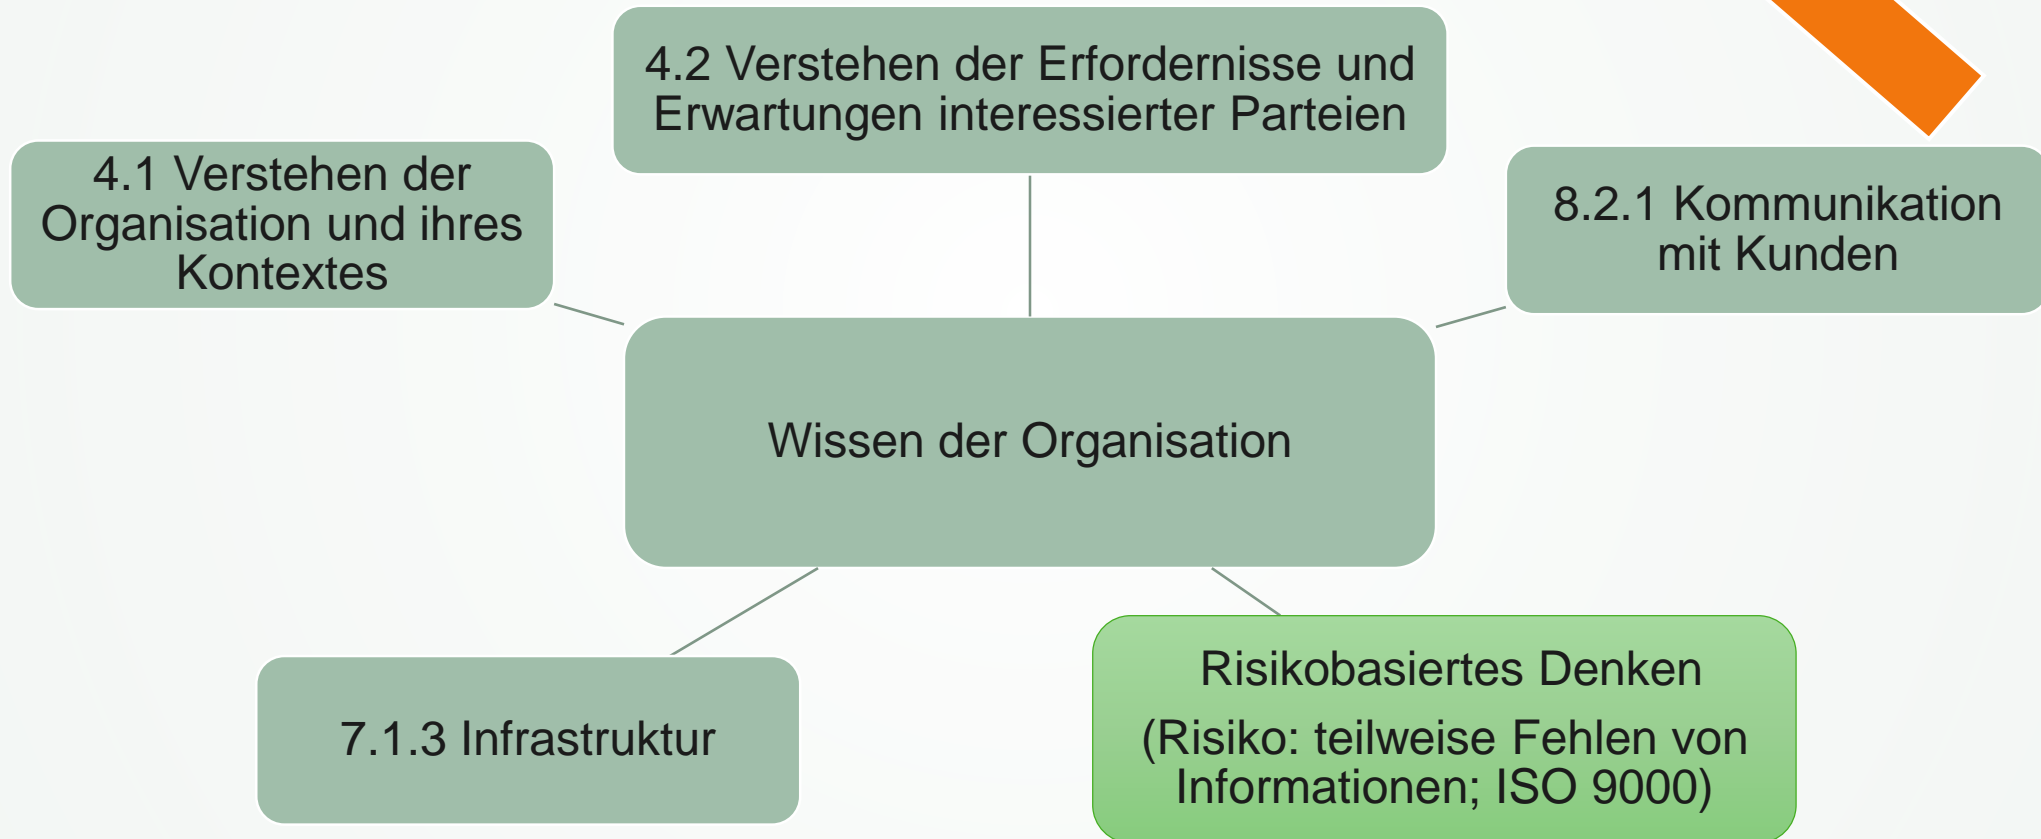 4.2 Verstehen der Erfordernisse und
Erwartungen interessierter Parteien
4.1 Verstehen der
Organisation und ihres
Kontextes
8.2.1 Kommunikation
mit Kunden
Wissen der Organisation
7.1.3 Infrastruktur
Risikobasiertes Denken
(Risiko: teilweise Fehlen von
Informationen; ISO 9000)